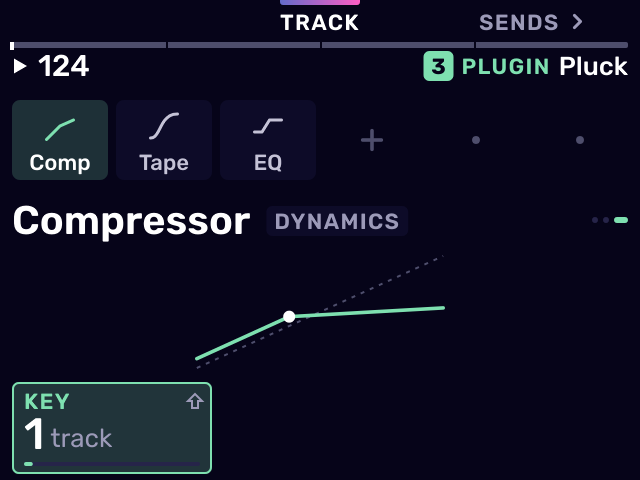 TRACK SENDS
124 3 PLUGIN Pluck
Comp Tape EQ
Compressor DYNAMICS
KEY
1 track